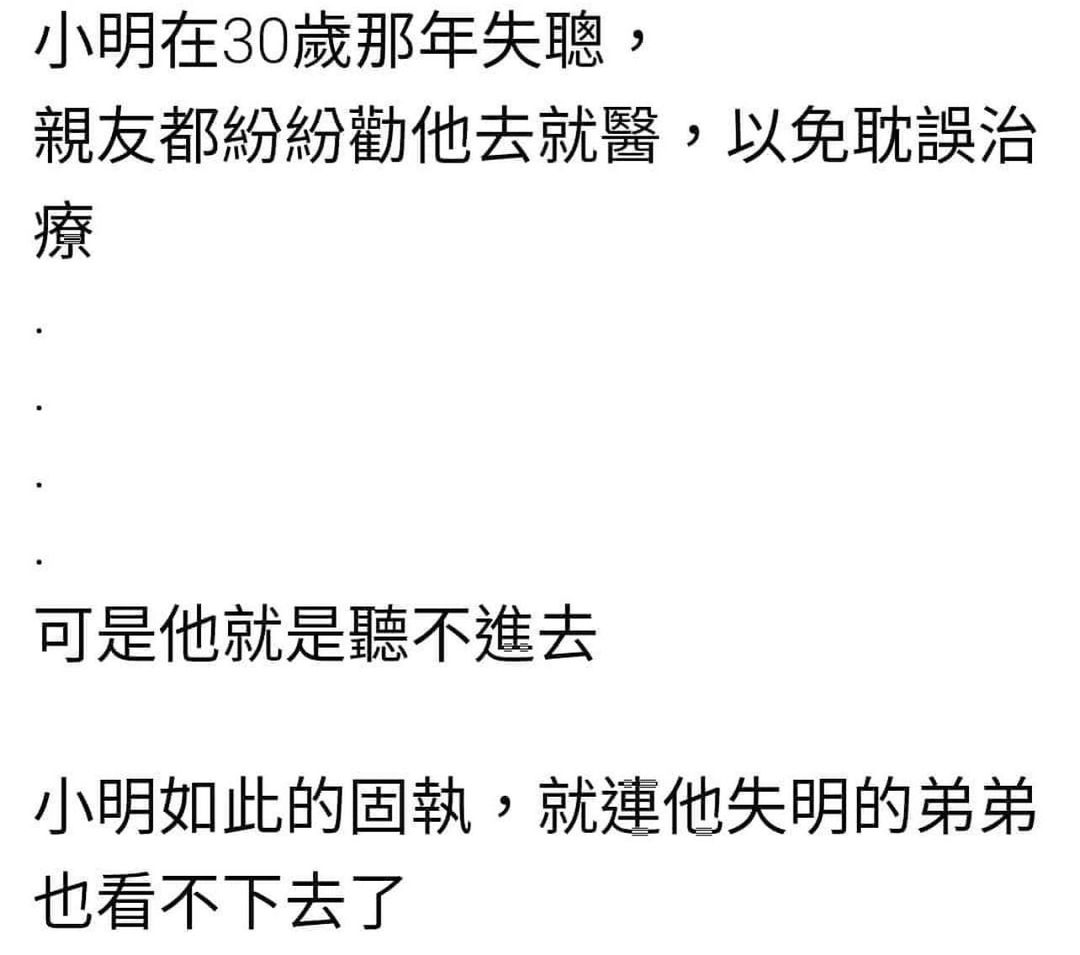 小明在30歲那年失聰，
親友都紛紛勸他去就醫，以免耽誤治
療
.
.
.
.
可是他就是聽不進去
小明如此的固執，就連他失明的弟弟
也看不下去了